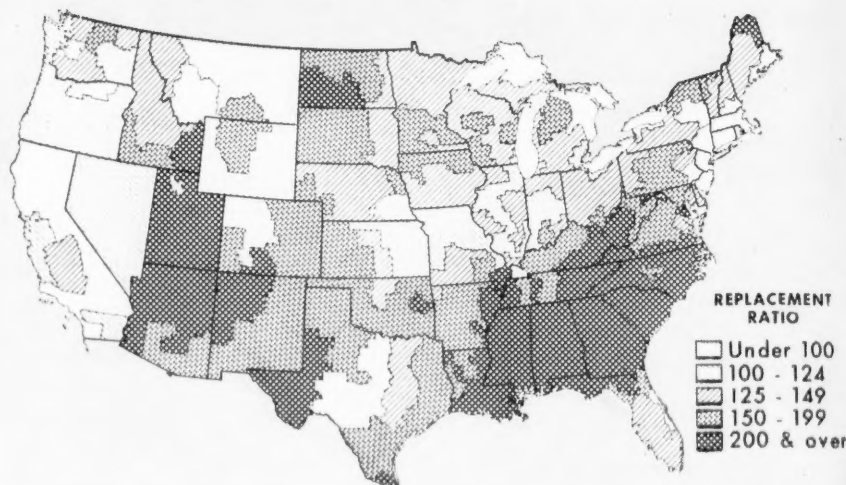 REPLACEMENT
RATIO
Under 100
100 - 124
125 - 149
150 - 199
200 & over